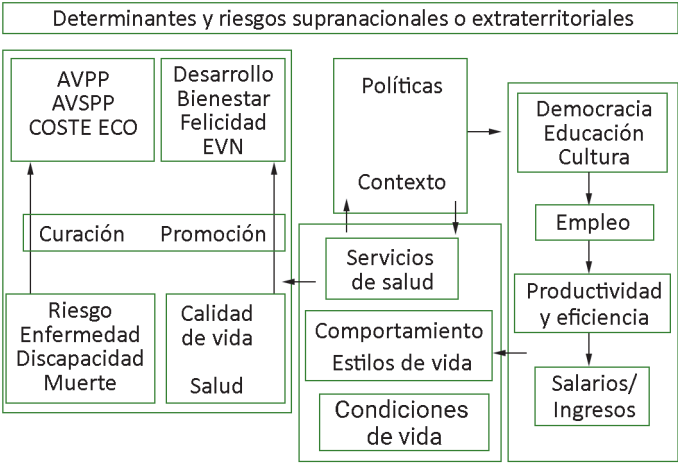 Determinantes y riesgos supranacionales o extraterritoriales
AVPP
AVSPP
COSTE ECO
Desarrollo
Bienestar
Felicidad
EVN
Curación Promoción
Riesgo
Enfermedad
Discapacidad
Muerte
Calidad
de vida
Salud
Políticas
Contexto
Servicios
de salud
Comportamiento
Estilos de vida
Condiciones
de vida
Democracia
Educación
Cultura
Empleo
Productividad
y eficiencia
Salarios/
Ingresos